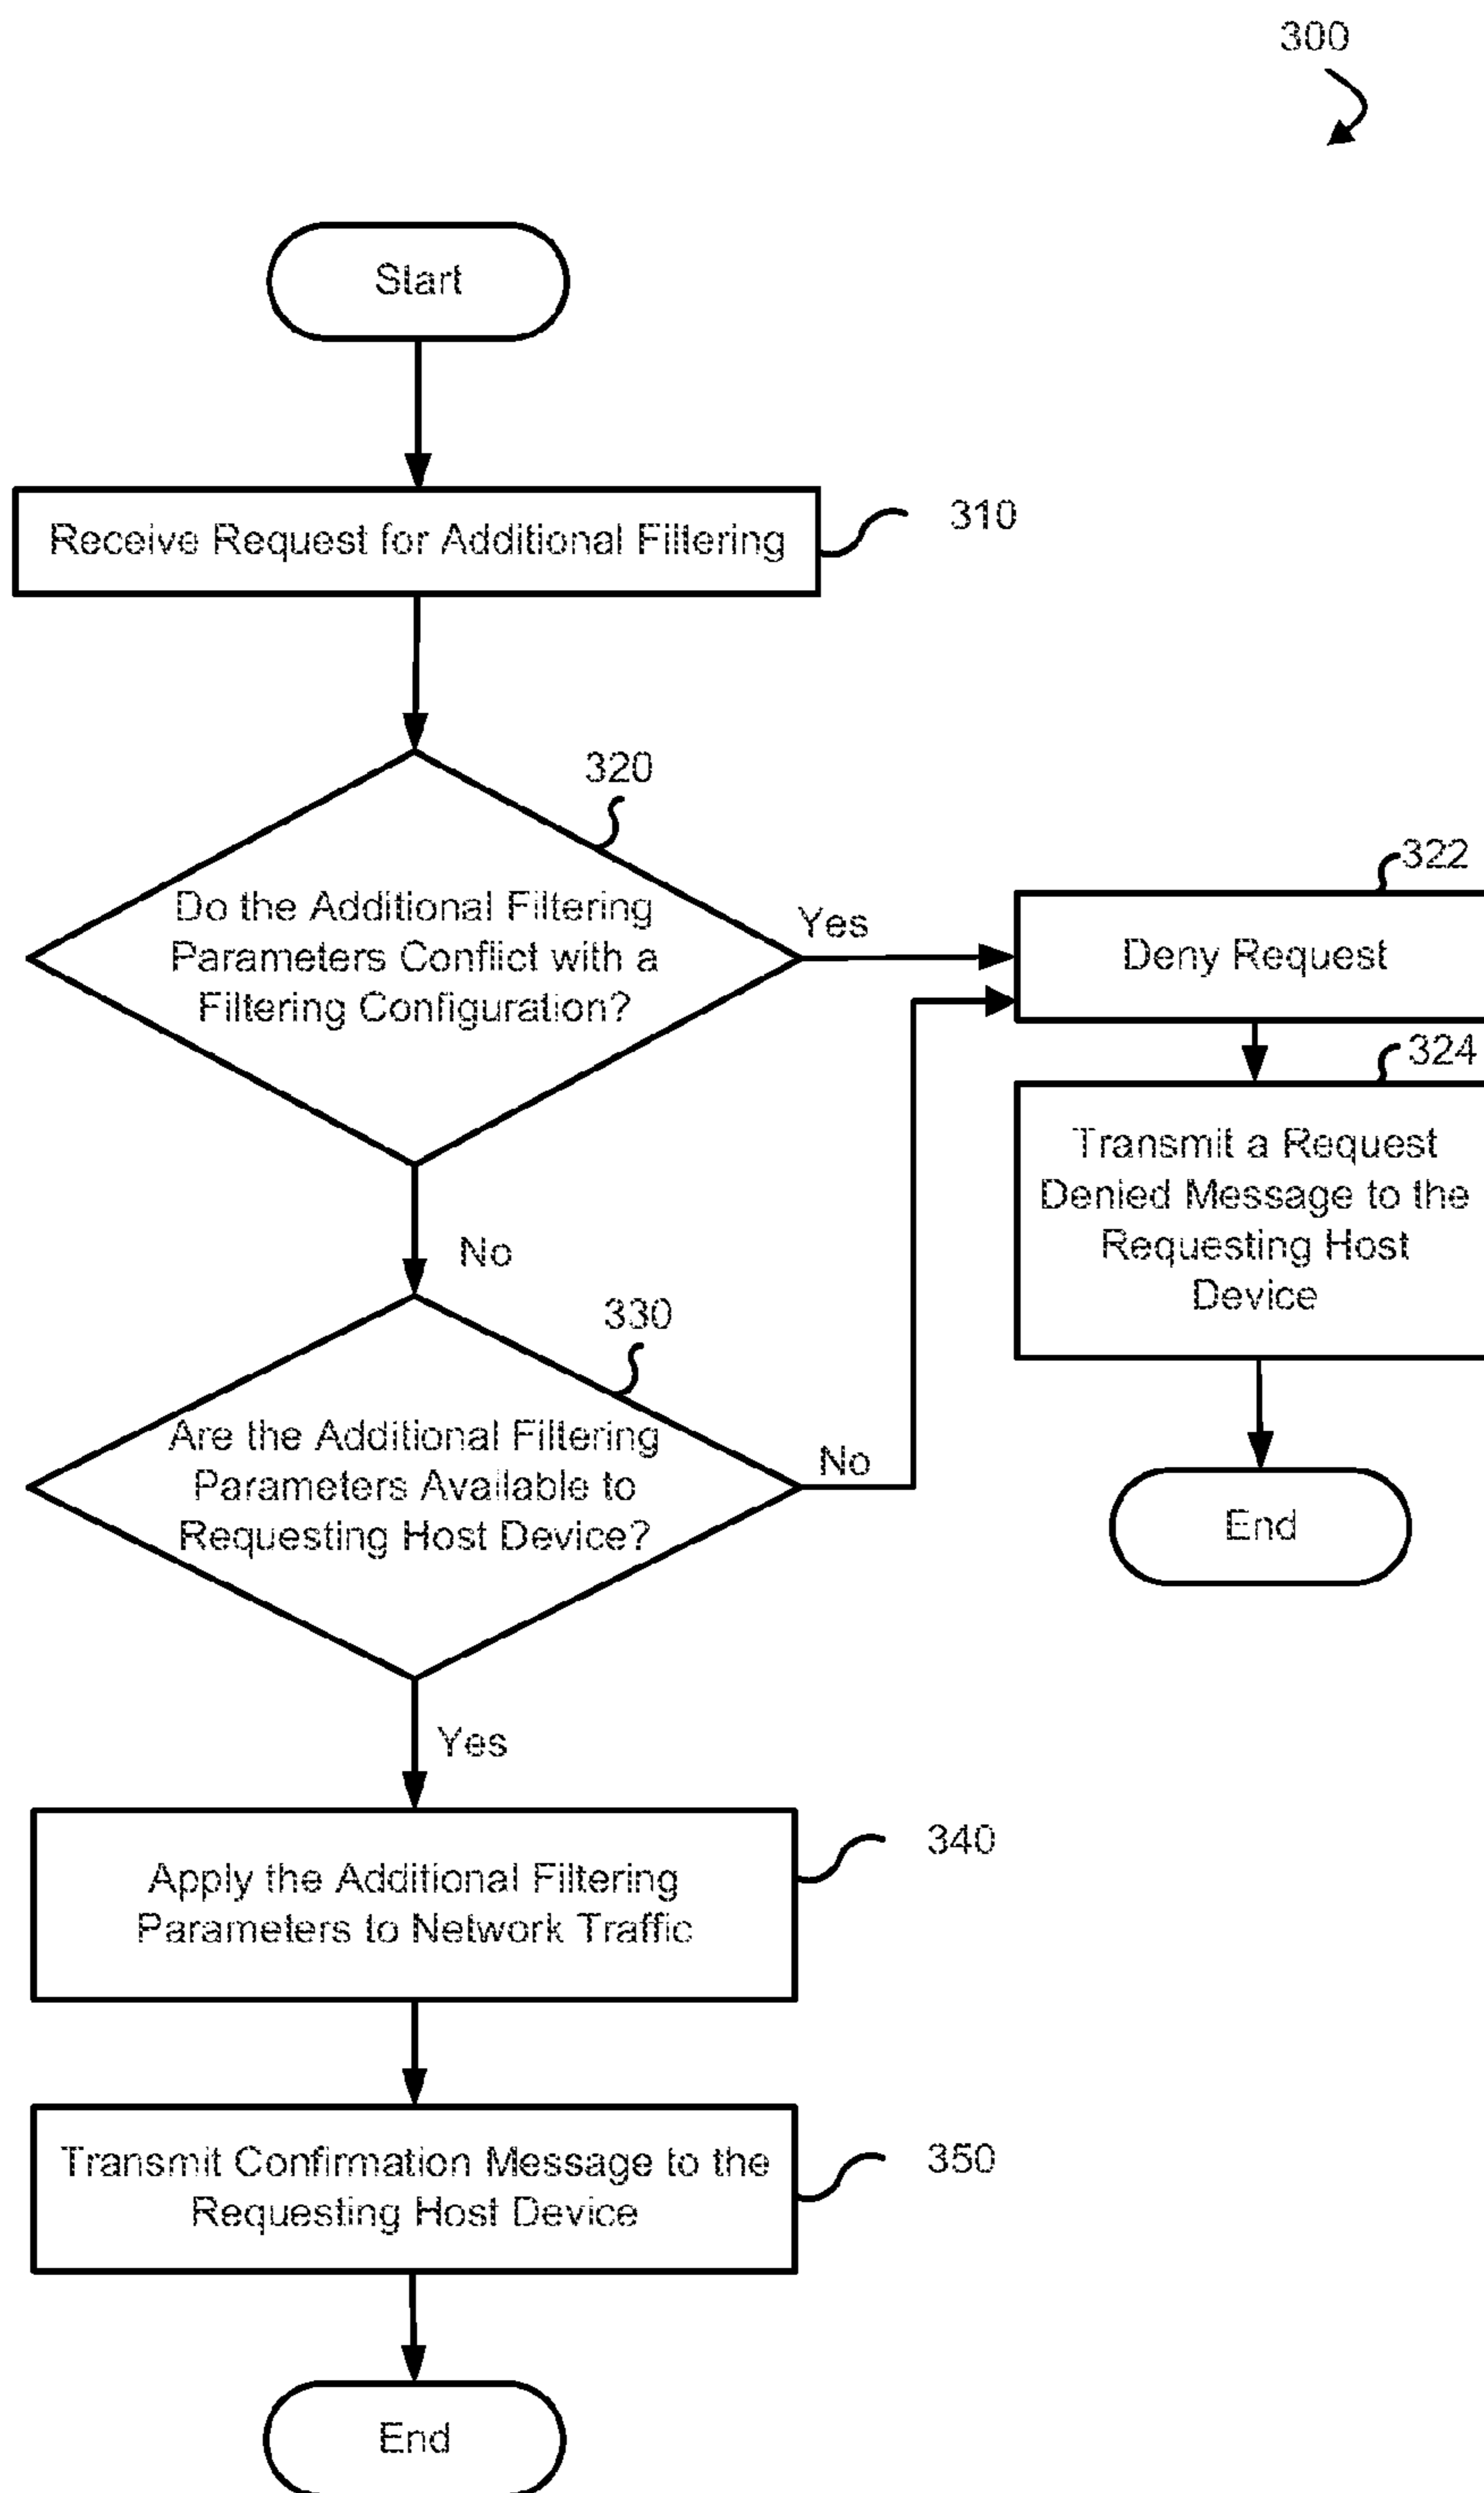 300
Start
Receive Request for Additional Filtering
310
320
Do the Additional Filtering
Parameters Conflict with a
Filtering Configuration?
Yes
322
Deny Request
324
Transmit a Request
Denied Message to the
Requesting Host
Device
End
No
330
Are the Additional Filtering
Parameters Available to
Requesting Host Device?
No
Yes
340
Apply the Additional Filtering
Parameters to Network Traffic
Transmit Confirmation Message to the
Requesting Host Device
350
End